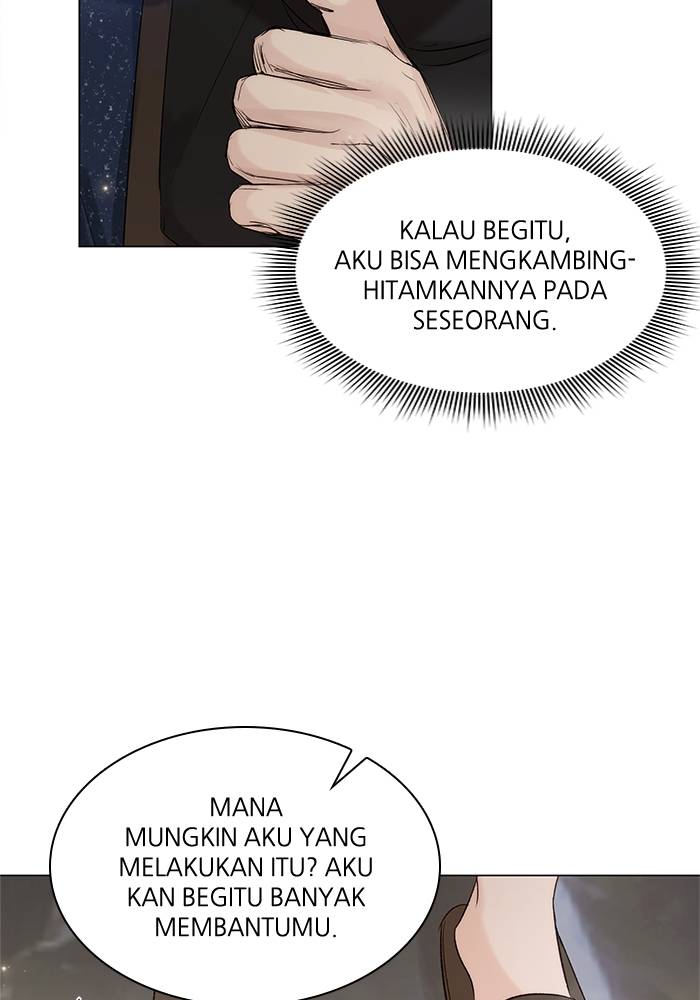 KALAU BEGITU,
AKU BISA MENGKAMBING-
HITAMKANNYA PADA
SESEORANG.
MANA
MUNGKIN AKU YANG
MELAKUKAN ITU? AKU
KAN BEGITU BANYAK
MEMBANTUMU.